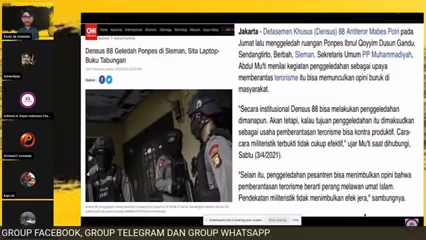 CNN
Densus 88 Geledah Ponpes di Sleman, Sita Laptop-
Buku Tabungan
Jakarta - Detasemen Khusus (Densus) 88 Antiteror Mabes Polri pada
Jumat lalu menggeledah ruangan Ponpes Ibnul Qoyyim Dusun Gandu,
Sendangtirto, Berbah, Sleman. Sekretaris Umum PP Muhammadiyah,
Abdul Mu'ti menilai kegiatan penggeledahan itu sebagai upaya
memberantas terorisme itu bisa memunculkan opini buruk di
masyarakat.
"Secara institusional Densus 88 bisa melakukan penggeledahan
dimanapun. Akan tetapi, kalau tujuan penggeledahan itu dimaksudkan
sebagai usaha pemberantasan terorisme bisa kontra produktif. Cara-
cara militeristik terbukti tidak cukup efektif," ujar Mu'ti saat dihubungi,
Sabtu (3/4/2021).
"Selain itu, penggeledahan pesantren bisa menimbulkan opini bahwa
pemberantasan terorisme berarti perang melawan umat Islam.
Pendekatan militeristik tidak menimbulkan efek jera," sambungnya.
GROUP FACEBOOK, GROUP TELEGRAM DAN GROUP WHATSAPP